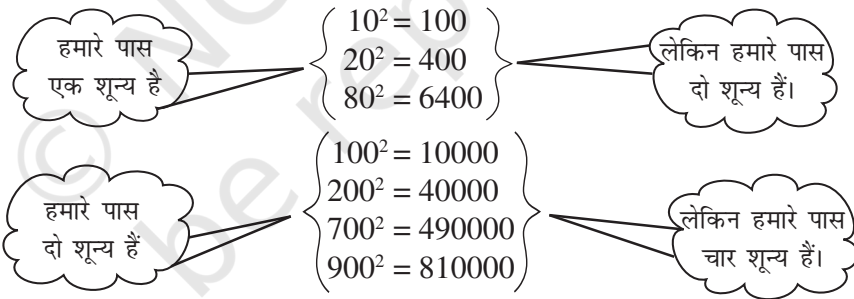 हमारे पास
एक शून्य है
10² = 100
20² = 400
80² = 6400
लेकिन हमारे पास
दो शून्य हैं।
हमारे पास
दो शून्य हैं
100² = 10000
200² = 40000
700² = 490000
900² = 810000
लेकिन हमारे पास
चार शून्य हैं।